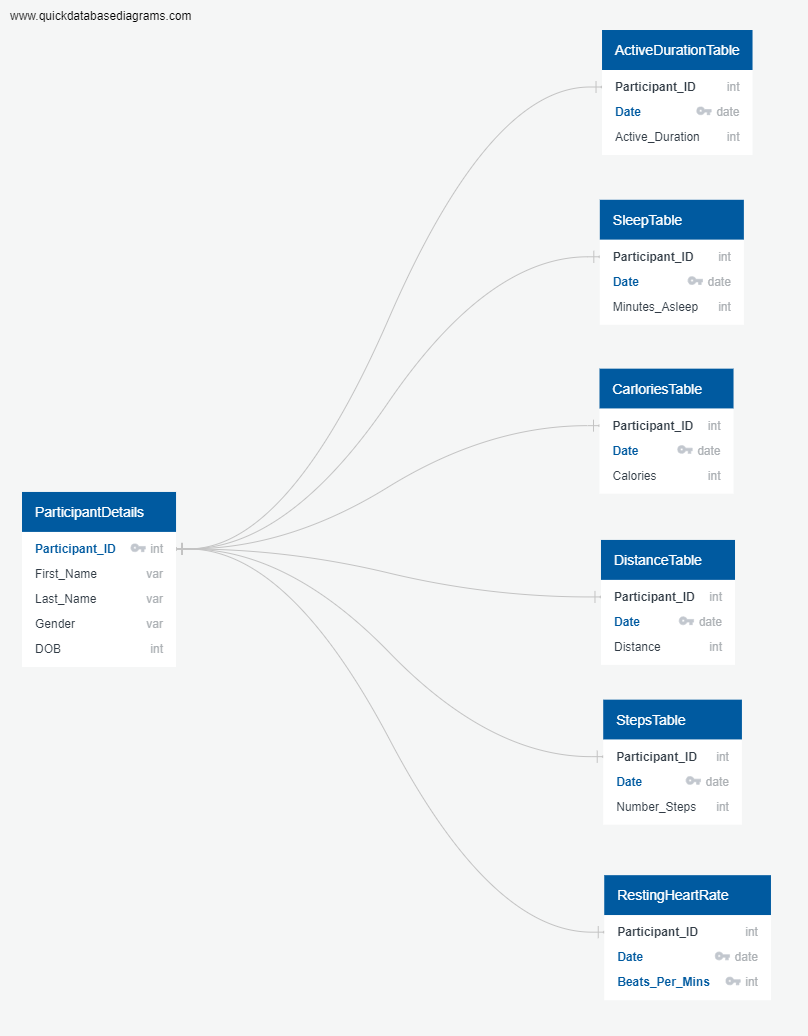 www.quickdatabasediagrams.com
ActiveDurationTable
Participant_ID int
Date date
Active_Duration int
SleepTable
Participant_ID int
Date date
Minutes_Asleep int
CarloriesTable
Participant_ID int
Date date
Calories int
ParticipantDetails
Participant_ID int
First_Name var
Last_Name var
Gender var
DOB int
DistanceTable
Participant_ID int
Date date
Distance int
StepsTable
Participant_ID int
Date date
Number_Steps int
RestingHeartRate
Participant_ID int
Date date
Beats_Per_Mins int